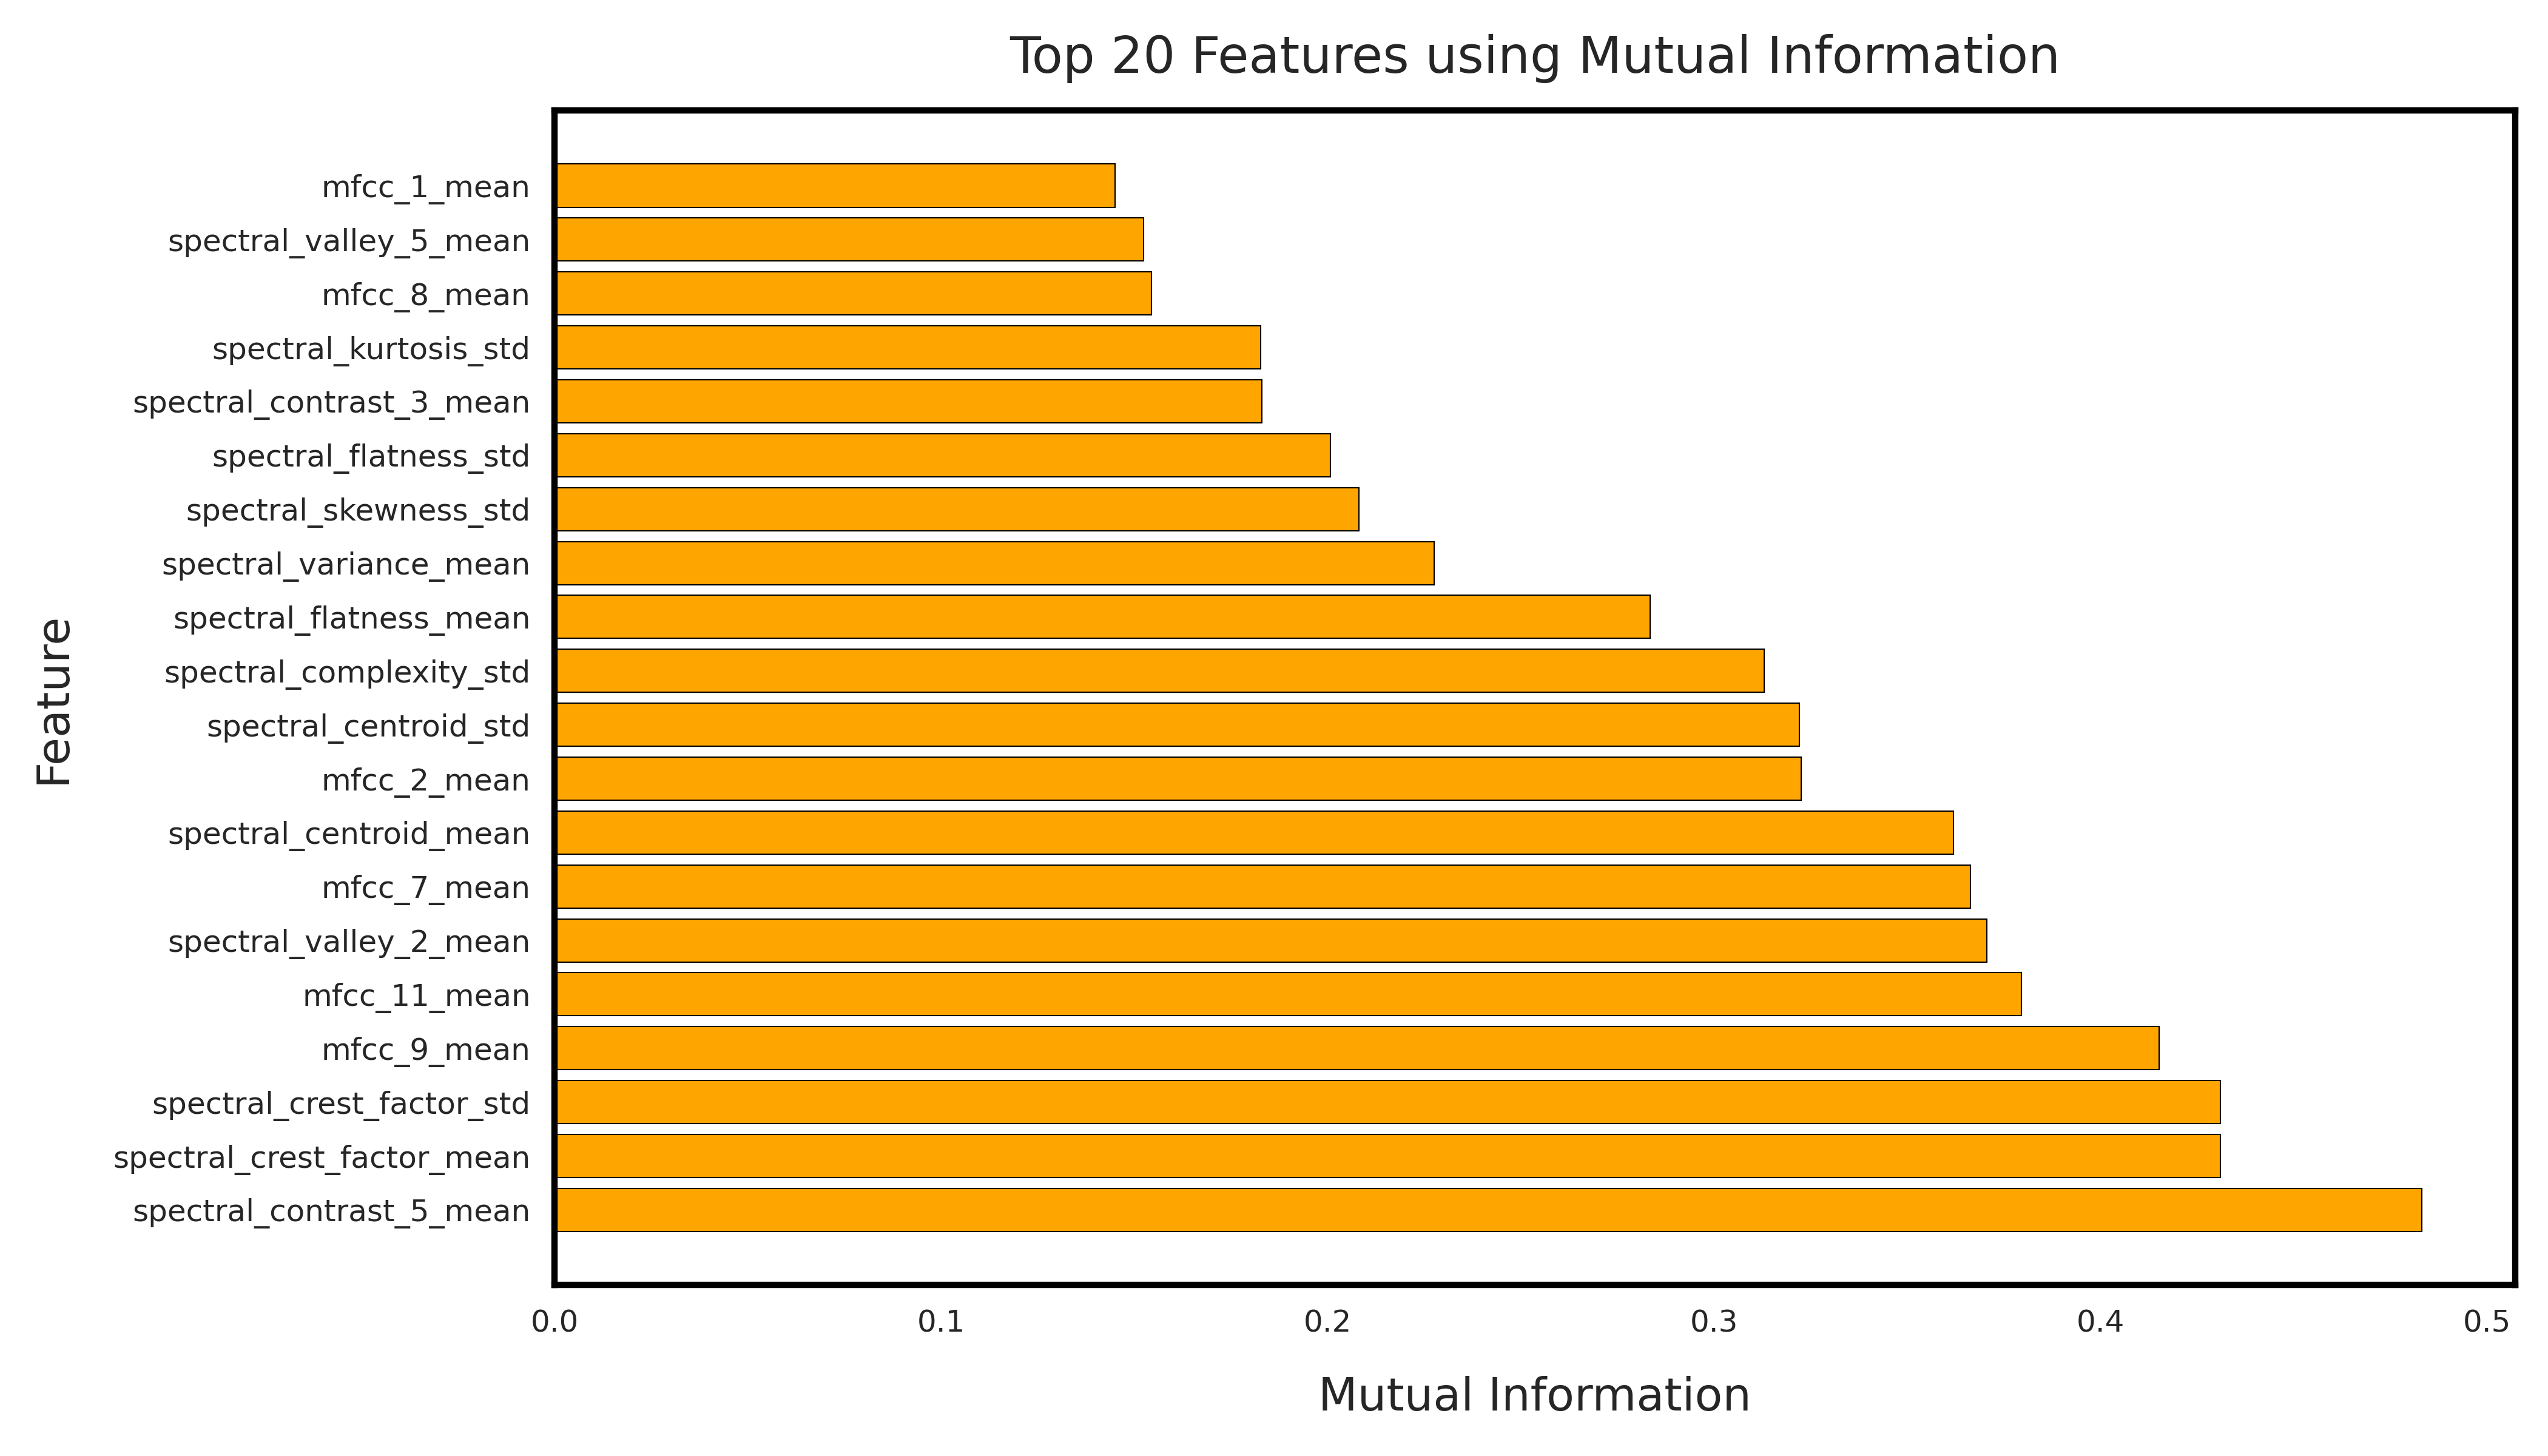 Top 20 Features using Mutual Information
Feature
mfcc_1_mean
spectral_valley_5_mean
mfcc_8_mean
spectral_kurtosis_std
spectral_contrast_3_mean
spectral_flatness_std
spectral_skewness_std
spectral_variance_mean
spectral_flatness_mean
spectral_complexity_std
spectral_centroid_std
mfcc_2_mean
spectral_centroid_mean
mfcc_7_mean
spectral_valley_2_mean
mfcc_11_mean
mfcc_9_mean
spectral_crest_factor_std
spectral_crest_factor_mean
spectral_contrast_5_mean
0.0 0.1 0.2 0.3 0.4 0.5
Mutual Information